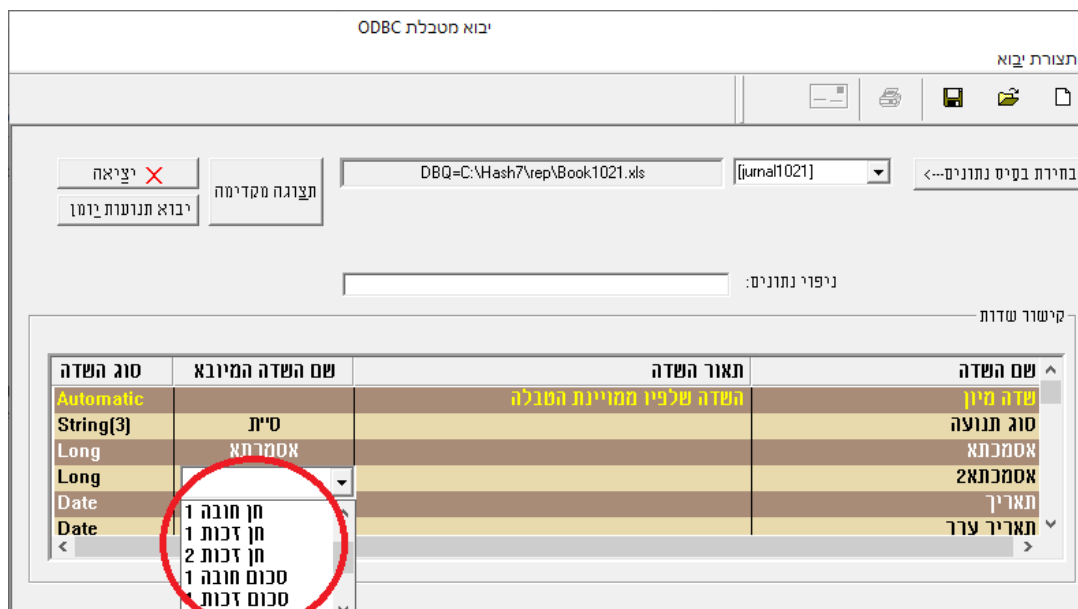 יבוא מטבלת ODBC
תצורת יבוא
בחירת בסיס נתונים--->
[jurnal1021]
DBQ=C:\Hash7\rep\Book1021.xls
תצוגה מקדימה
יציאה
יבוא תנועות יומן
ניפוי נתונים:
קישור שדות
שם השדה תאור השדה שם השדה המיובא סוג השדה
שדה מיון השדה שלפיו ממויינת הטבלה Automatic
סוג תנועה ס"ת String(3)
אסמכתא אסמכתא Long
אסמכתא2 Long
תאריך Date
תאריך ערך Date
חן חובה 1
חן זכות 1
חן זכות 2
סכום חובה 1
סכום זכות 1